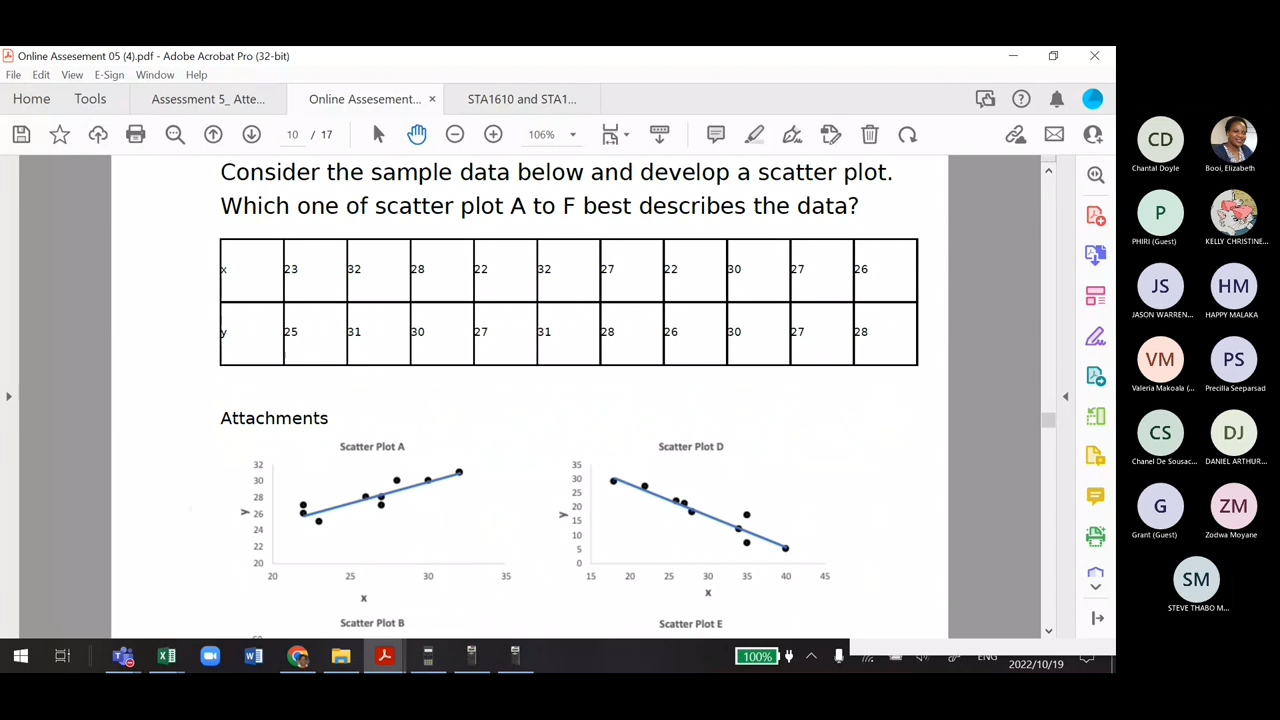 Online Assesement 05 (4).pdf - Adobe Acrobat Pro (32-bit)
File Edit View E-Sign Window Help
Home Tools Assessment 5_ Atte... Online Assesement... × STA1610 and STA1...
10 / 17 106%
Consider the sample data below and develop a scatter plot.
Which one of scatter plot A to F best describes the data?
x 23 32 28 22 32 27 22 30 27 26
y 25 31 30 27 31 28 26 30 27 28
Attachments
Scatter Plot A
32
30
28
26
24
22
20
y
20 25 30 35
x
Scatter Plot D
35
30
25
20
15
10
5
0
y
15 20 25 30 35 40 45
x
Scatter Plot B
Scatter Plot E
CD
Chantal Doyle
Booi, Elizabeth
P
PHIRI (Guest)
KELLY CHRISTINE...
JS
JASON WARREN...
HM
HAPPY MALAKA
VM
Valeria Makoala (...
PS
Precilla Seeparsad
CS
Chanel De Sousac...
DJ
DANIEL ARTHUR...
G
Grant (Guest)
ZM
Zodwa Moyane
SM
STEVE THABO M...
100% ENG
2022/10/19